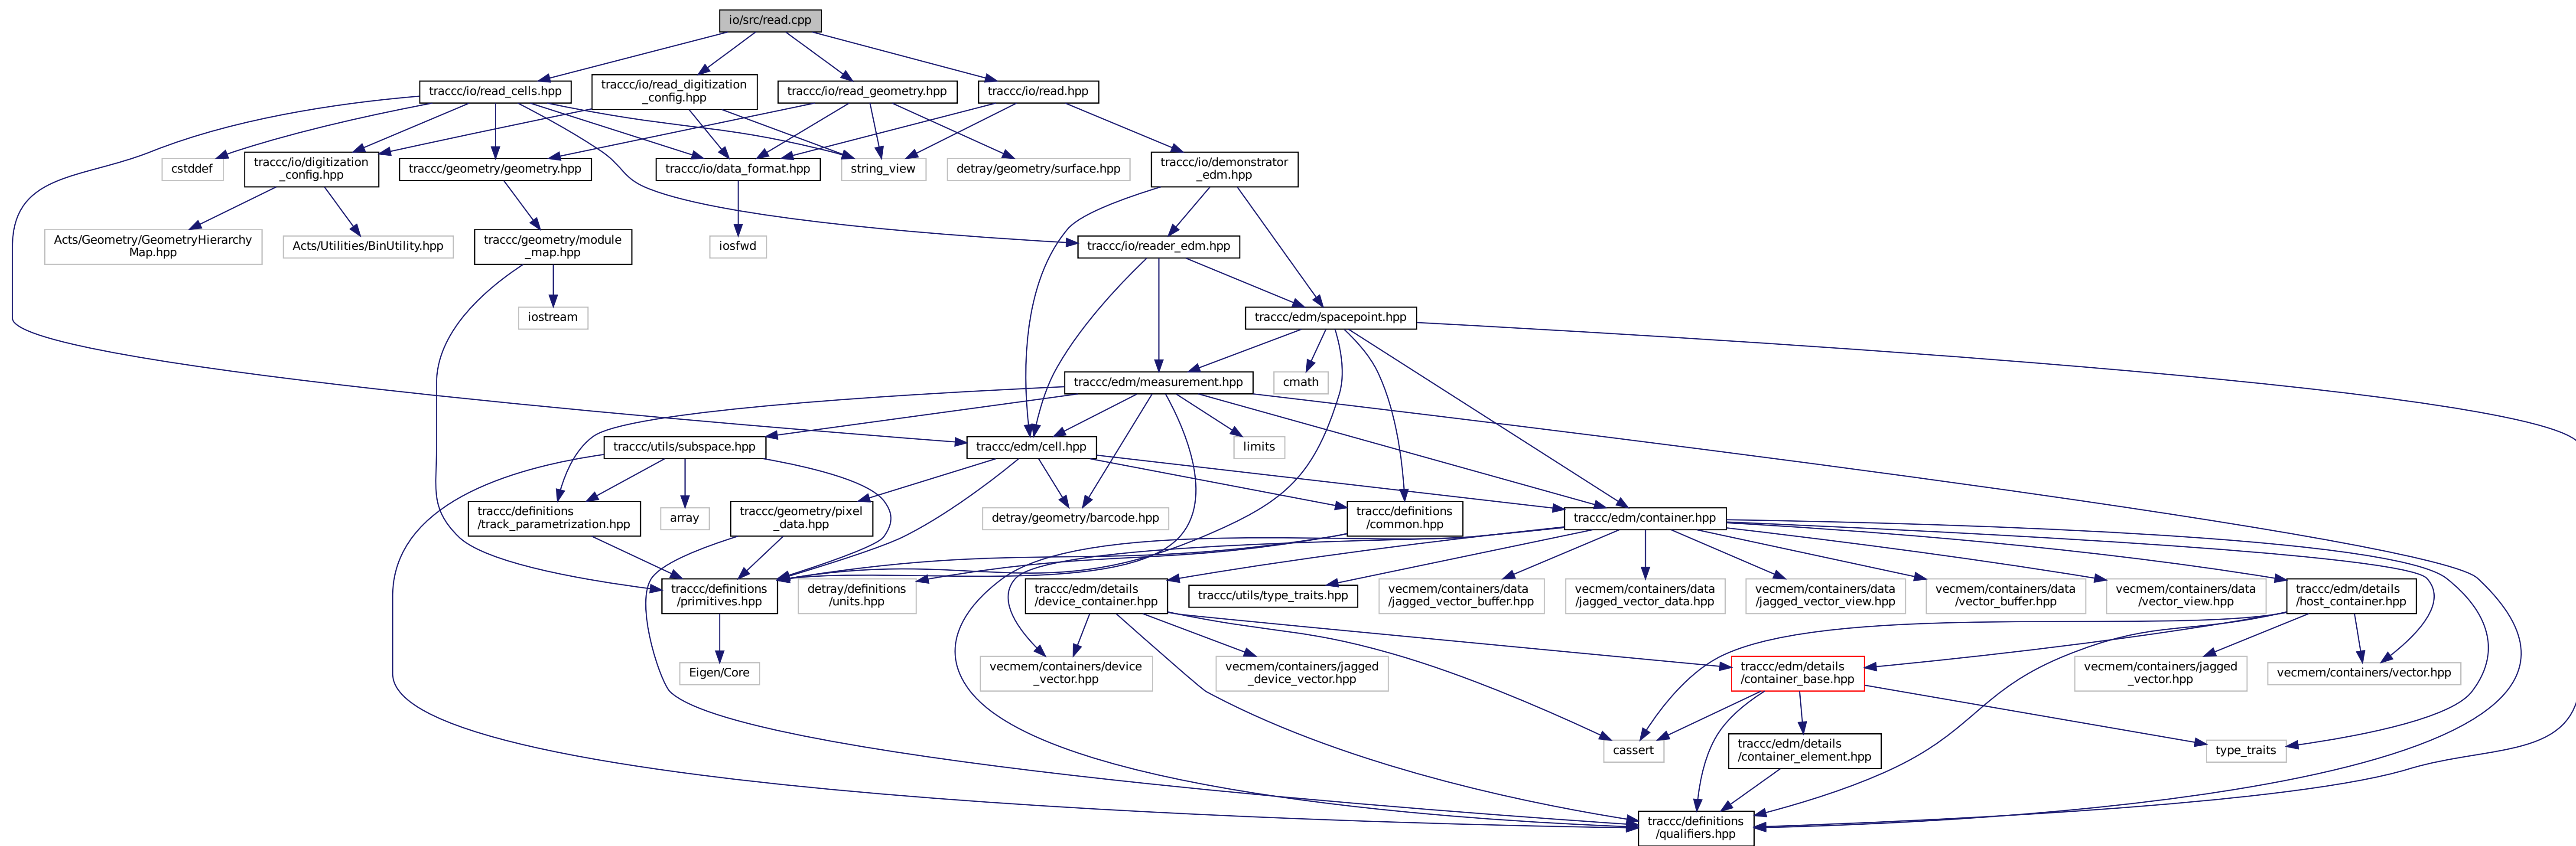 io/src/read.cpp
traccc/io/read_cells.hpp
traccc/io/read_digitization
_config.hpp
traccc/io/read_geometry.hpp
traccc/io/read.hpp
cstddef
traccc/io/digitization
_config.hpp
traccc/geometry/geometry.hpp
traccc/io/data_format.hpp
string_view
detray/geometry/surface.hpp
traccc/io/demonstrator
_edm.hpp
Acts/Geometry/GeometryHierarchy
Map.hpp
Acts/Utilities/BinUtility.hpp
traccc/geometry/module
_map.hpp
iosfwd
traccc/io/reader_edm.hpp
iostream
traccc/edm/spacepoint.hpp
traccc/edm/measurement.hpp
cmath
traccc/utils/subspace.hpp
traccc/edm/cell.hpp
limits
traccc/definitions
/track_parametrization.hpp
array
traccc/geometry/pixel
_data.hpp
detray/geometry/barcode.hpp
traccc/definitions
/common.hpp
traccc/edm/container.hpp
traccc/definitions
/primitives.hpp
detray/definitions
/units.hpp
traccc/edm/details
/device_container.hpp
traccc/utils/type_traits.hpp
vecmem/containers/data
/jagged_vector_buffer.hpp
vecmem/containers/data
/jagged_vector_data.hpp
vecmem/containers/data
/jagged_vector_view.hpp
vecmem/containers/data
/vector_buffer.hpp
vecmem/containers/data
/vector_view.hpp
traccc/edm/details
/host_container.hpp
Eigen/Core
vecmem/containers/device
_vector.hpp
vecmem/containers/jagged
_device_vector.hpp
traccc/edm/details
/container_base.hpp
vecmem/containers/jagged
_vector.hpp
vecmem/containers/vector.hpp
cassert
traccc/edm/details
/container_element.hpp
type_traits
traccc/definitions
/qualifiers.hpp